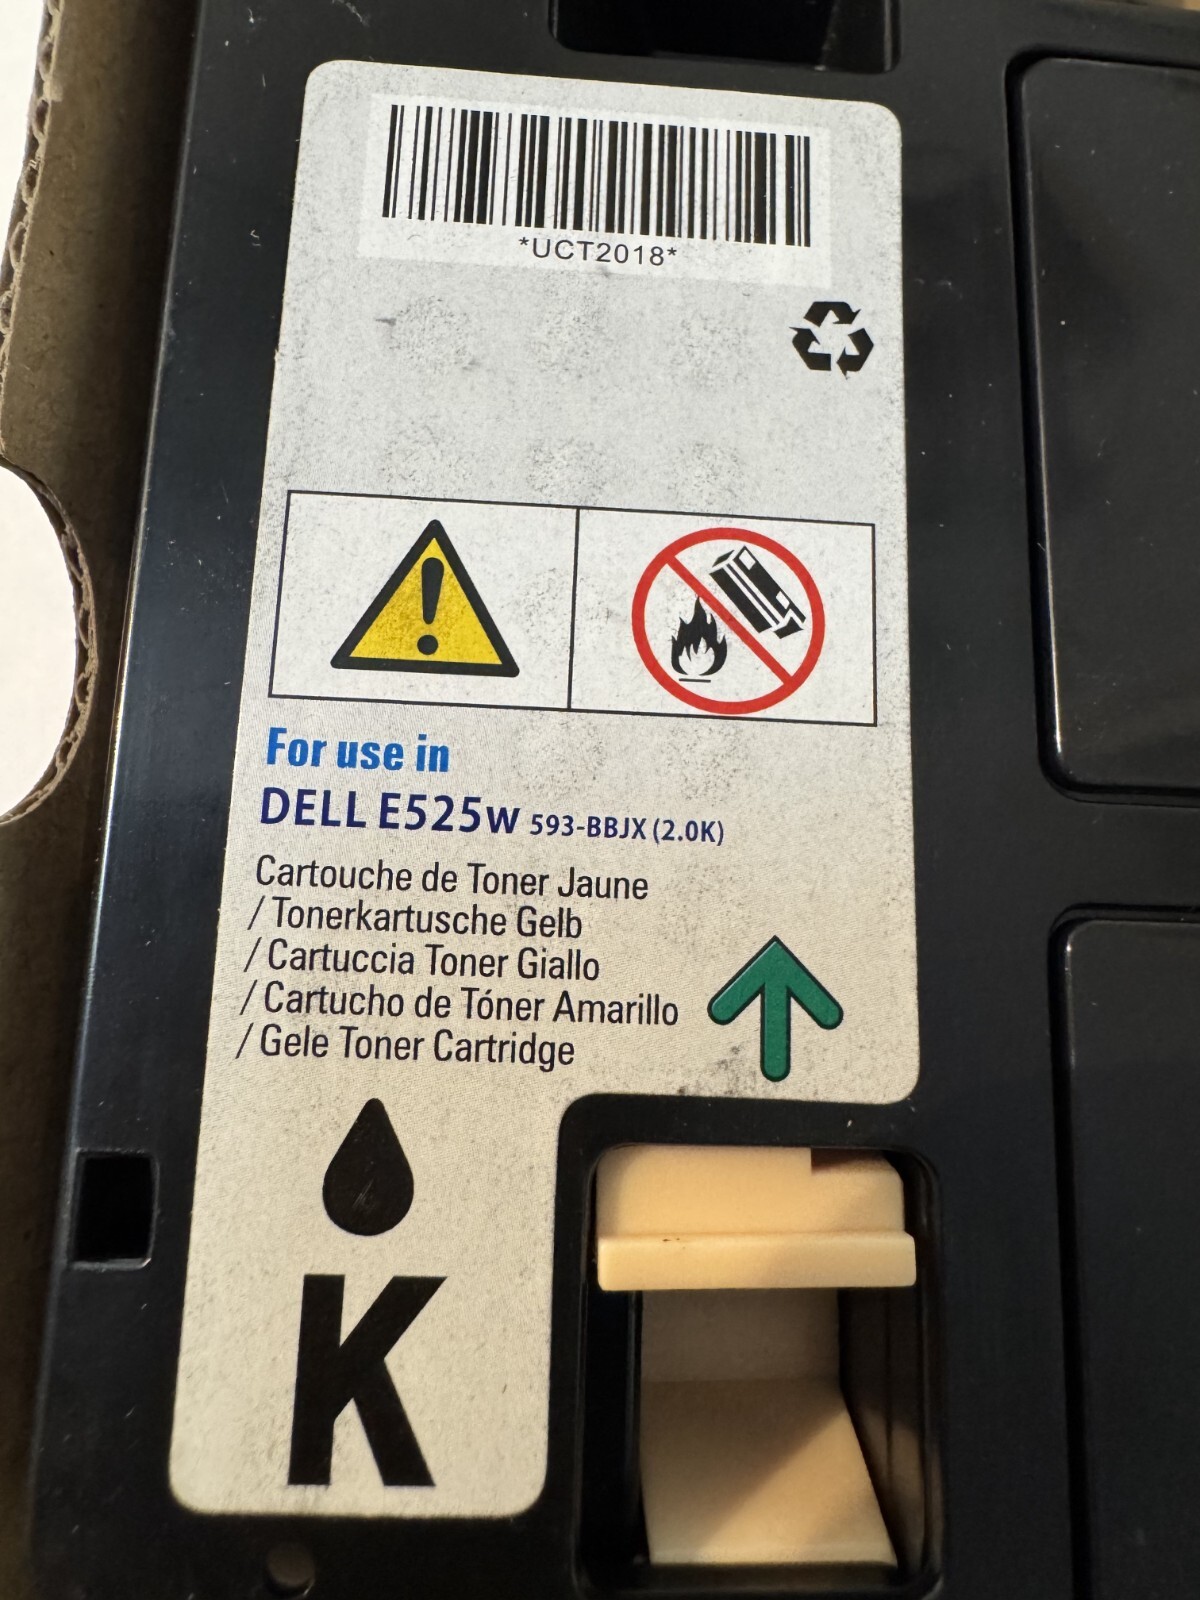 *UCT2018*
For use in
DELL E525w 593-BBJX (2.0K)
Cartouche de Toner Jaune
/ Tonerkartusche Gelb
/ Cartuccia Toner Giallo
/ Cartucho de Tóner Amarillo
/ Gele Toner Cartridge
K